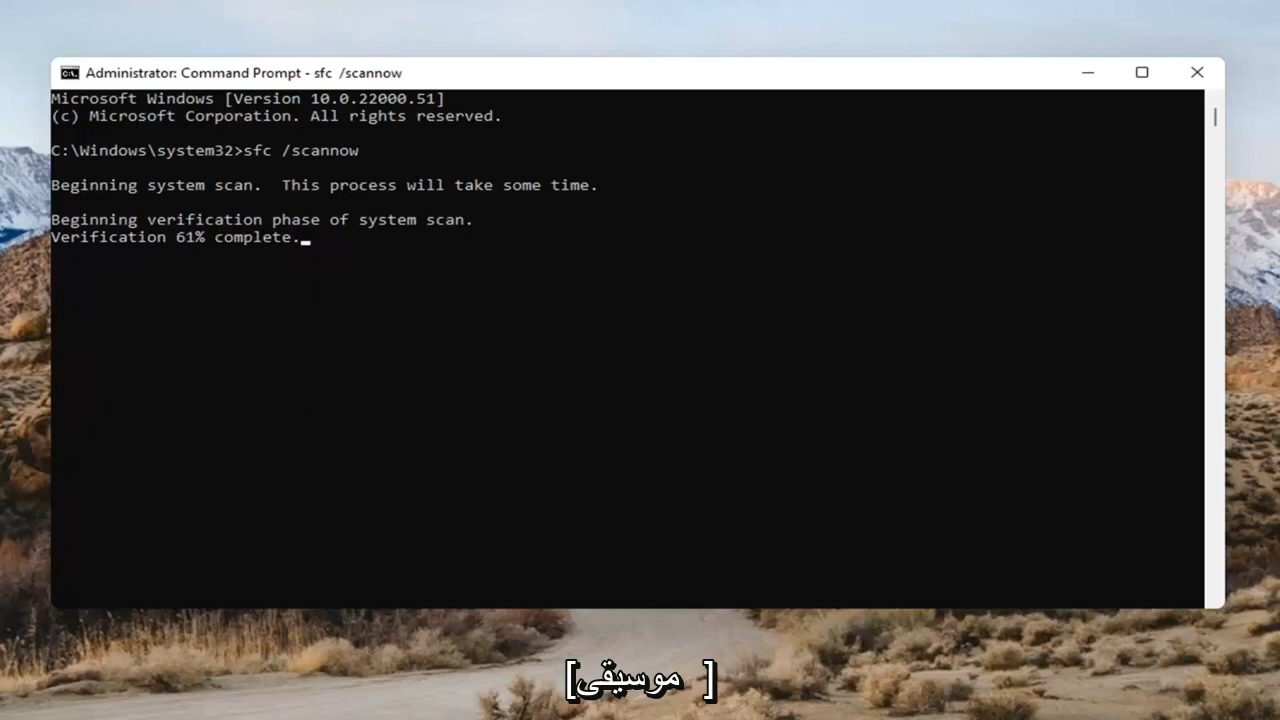 Administrator: Command Prompt - sfc  /scannow
Microsoft Windows [Version 10.0.22000.51]
(c) Microsoft Corporation. All rights reserved.
C:\Windows\system32>sfc /scannow
Beginning system scan.  This process will take some time.
Beginning verification phase of system scan.
Verification 61% complete.
[موسيقى]